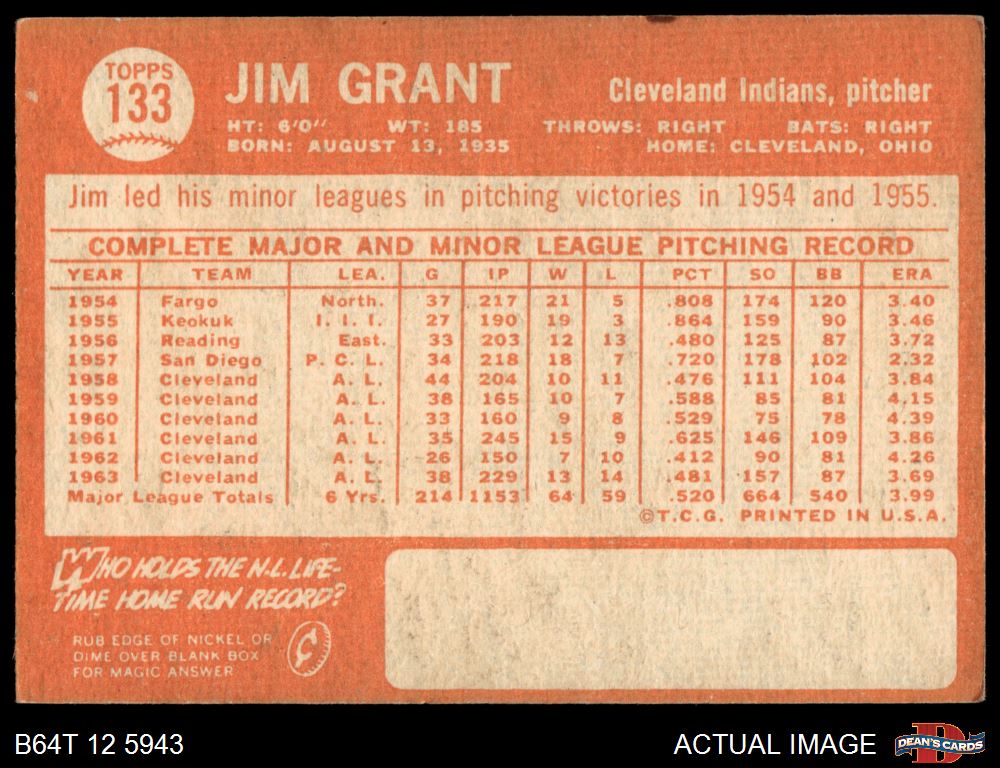 TOPPS
133
JIM GRANT
Cleveland Indians, pitcher
HT: 6'0" WT: 185 THROWS: RIGHT BATS: RIGHT
BORN: AUGUST 13, 1935 HOME: CLEVELAND, OHIO
Jim led his minor leagues in pitching victories in 1954 and 1955.
COMPLETE MAJOR AND MINOR LEAGUE PITCHING RECORD
YEAR TEAM LEA. G IP W L PCT SO BB ERA
1954 Fargo North. 37 217 21 5 .808 174 120 3.40
1955 Keokuk I. I. I. 27 190 19 3 .864 159 90 3.46
1956 Reading East. 33 203 12 13 .480 125 87 3.72
1957 San Diego P. C. L. 34 218 18 7 .720 178 102 2.32
1958 Cleveland A. L. 44 204 10 11 .476 111 104 3.84
1959 Cleveland A. L. 38 165 10 7 .588 85 81 4.15
1960 Cleveland A. L. 33 160 9 8 .529 75 78 4.39
1961 Cleveland A. L. 35 245 15 9 .625 146 109 3.86
1962 Cleveland A. L. 26 150 7 10 .412 90 81 4.26
1963 Cleveland A. L. 38 229 13 14 .481 157 87 3.69
Major League Totals 6 Yrs. 214 1153 64 59 .520 664 540 3.99
©T.C.G. PRINTED IN U.S.A.
WHO HOLDS THE N.L. LIFE-
TIME HOME RUN RECORD?
RUB EDGE OF NICKEL OR
DIME OVER BLANK BOX
FOR MAGIC ANSWER
¢
B64T 12 5943
ACTUAL IMAGE
D
DEAN'S CARDS